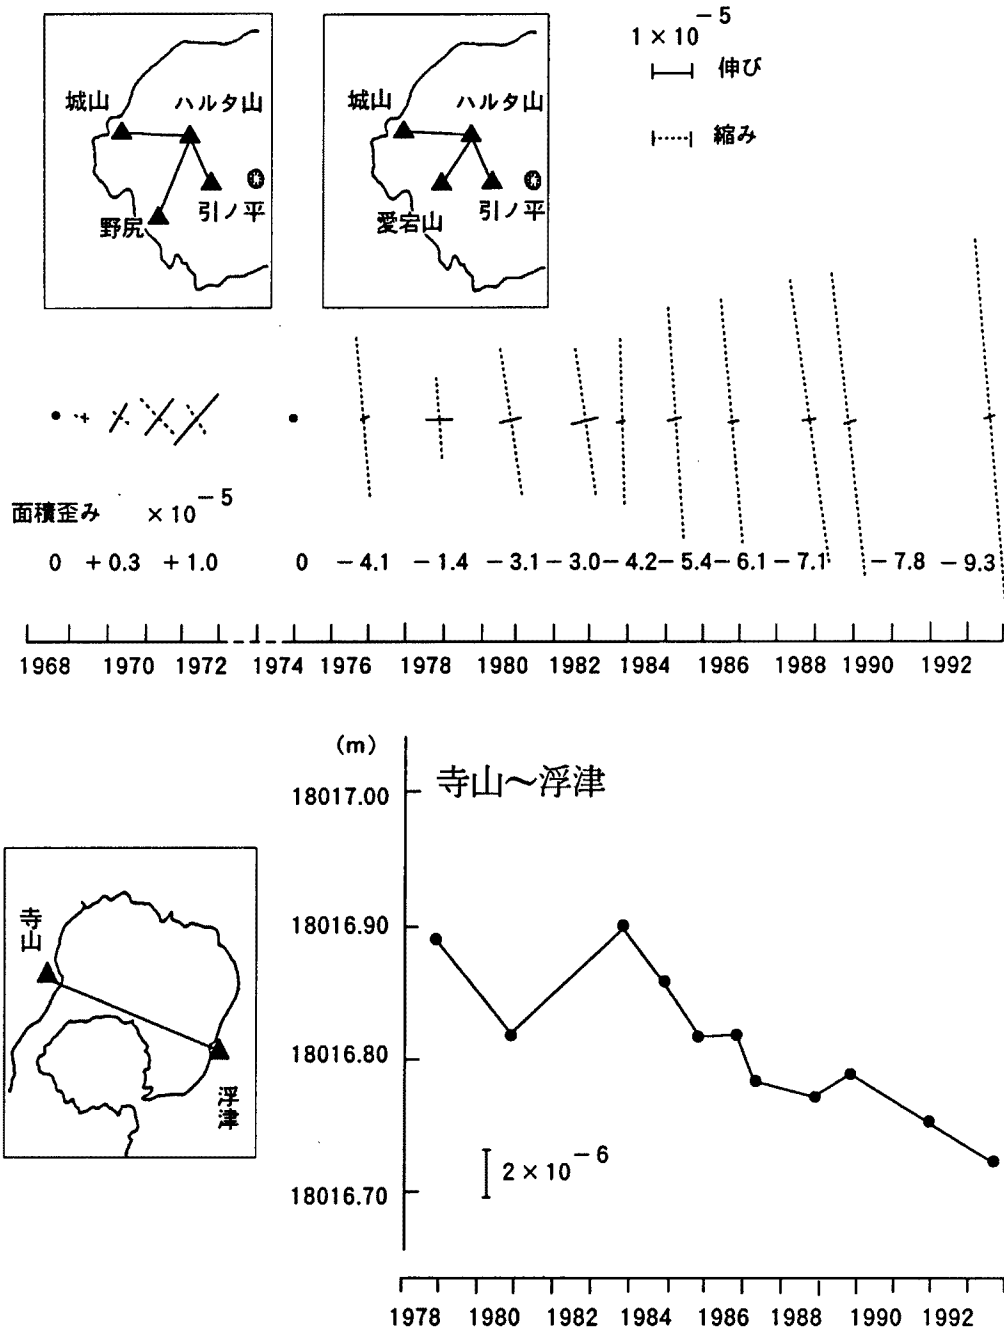 城山 ハルタ山
野尻 引ノ平
城山 ハルタ山
愛宕山 引ノ平
1×10⁻⁵
伸び
縮み
面積歪み ×10⁻⁵
0 +0.3 +1.0 0 -4.1 -1.4 -3.1 -3.0 -4.2 -5.4 -6.1 -7.1 -7.8 -9.3
1968 1970 1972 1974 1976 1978 1980 1982 1984 1986 1988 1990 1992
(m)
寺山～浮津
18017.00
18016.90
18016.80
18016.70
2×10⁻⁶
寺山
浮津
1978 1980 1982 1984 1986 1988 1990 1992